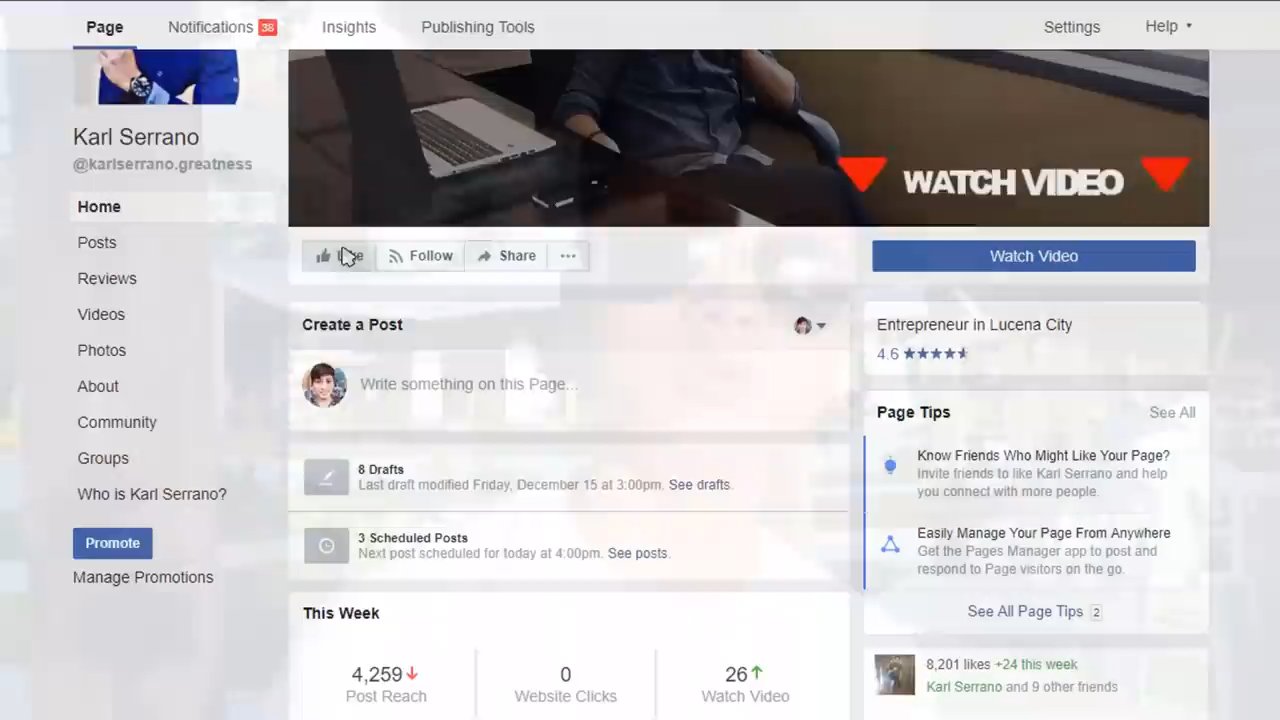 Page
Notifications 38
Insights
Publishing Tools
Settings
Help
Karl Serrano
@karlserrano.greatness
Home
Posts
Reviews
Videos
Photos
About
Community
Groups
Who is Karl Serrano?
Promote
Manage Promotions
WATCH VIDEO
Follow
Share
Watch Video
Create a Post
Write something on this Page...
8 Drafts
Last draft modified Friday, December 15 at 3:00pm. See drafts.
3 Scheduled Posts
Next post scheduled for today at 4:00pm. See posts.
This Week
4,259
Post Reach
0
Website Clicks
26
Watch Video
Entrepreneur in Lucena City
4.6
Page Tips
See All
Know Friends Who Might Like Your Page?
Invite friends to like Karl Serrano and help
you connect with more people.
Easily Manage Your Page From Anywhere
Get the Pages Manager app to post and
respond to Page visitors on the go.
See All Page Tips 2
8,201 likes +24 this week
Karl Serrano and 9 other friends